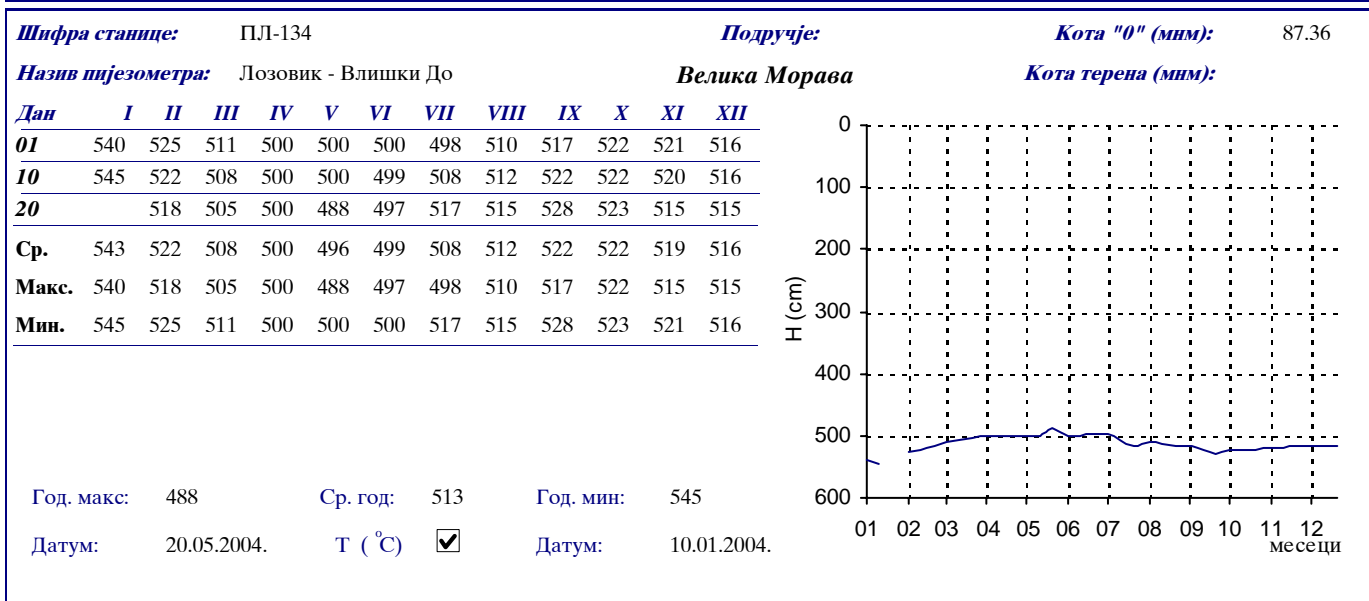 Шифра станице: ПЛ-134 Подручје: Кота "0" (мнм): 87.36
Назив пијезометра: Лозовик - Влишки До Велика Морава Кота терена (мнм):
Дан I II III IV V VI VII VIII IX X XI XII
01 540 525 511 500 500 500 498 510 517 522 521 516
10 545 522 508 500 500 499 508 512 522 522 520 516
20 518 505 500 488 497 517 515 528 523 515 515
Ср. 543 522 508 500 496 499 508 512 522 522 519 516
Макс. 540 518 505 500 488 497 498 510 517 522 515 515
Мин. 545 525 511 500 500 500 517 515 528 523 521 516
Год. макс: 488 Ср. год: 513 Год. мин: 545
Датум: 20.05.2004. Т (°C) Датум: 10.01.2004.
H (cm)
0
100
200
300
400
500
600
01 02 03 04 05 06 07 08 09 10 11 12
месеци